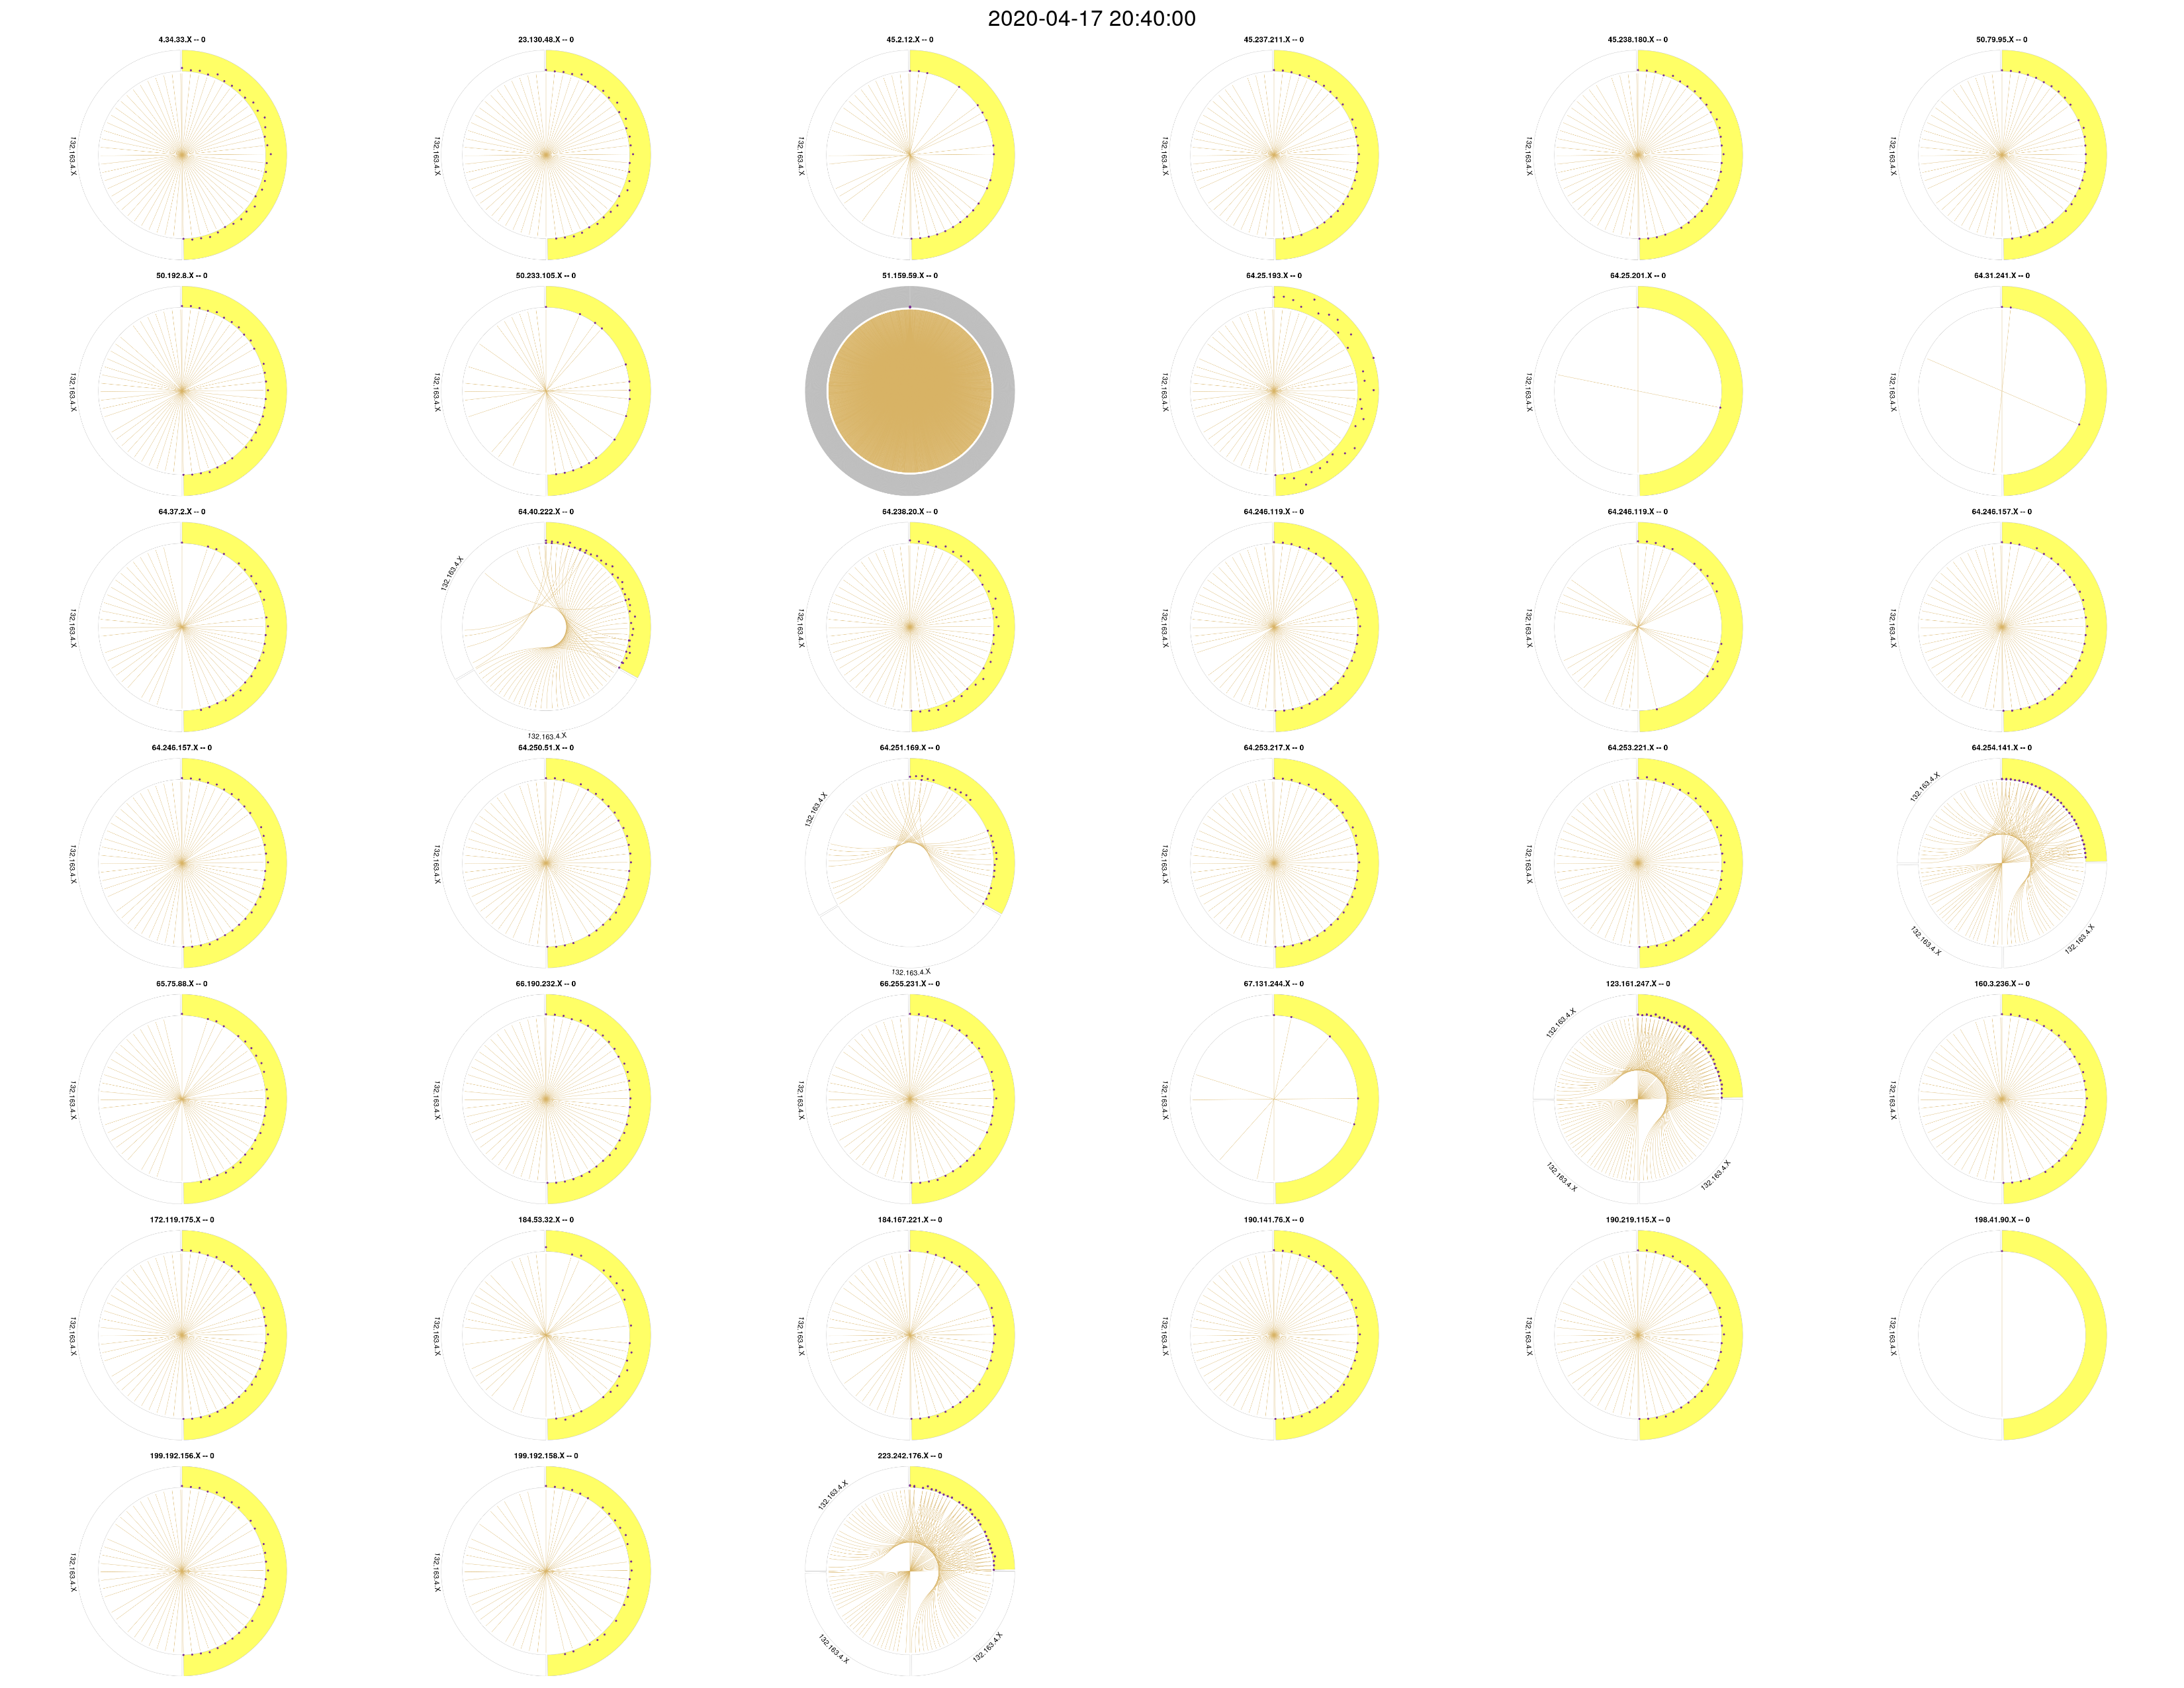 2020-04-17 20:40:00
4.34.33.X -- 0
23.130.48.X -- 0
45.2.12.X -- 0
45.237.211.X -- 0
45.238.180.X -- 0
50.79.95.X -- 0
132.163.4.X
132.163.4.X
132.163.4.X
132.163.4.X
132.163.4.X
132.163.4.X
50.192.8.X -- 0
50.233.105.X -- 0
51.159.59.X -- 0
64.25.193.X -- 0
64.25.201.X -- 0
64.31.241.X -- 0
132.163.4.X
132.163.4.X
132.163.4.X
132.163.4.X
132.163.4.X
64.37.2.X -- 0
64.40.222.X -- 0
64.238.20.X -- 0
64.246.119.X -- 0
64.246.119.X -- 0
64.246.157.X -- 0
132.163.4.X
132.163.4.X
132.163.4.X
132.163.4.X
132.163.4.X
132.163.4.X
132.163.4.X
64.246.157.X -- 0
64.250.51.X -- 0
64.251.169.X -- 0
64.253.217.X -- 0
64.253.221.X -- 0
64.254.141.X -- 0
132.163.4.X
132.163.4.X
132.163.4.X
132.163.4.X
132.163.4.X
132.163.4.X
132.163.4.X
132.163.4.X
132.163.4.X
65.75.88.X -- 0
66.190.232.X -- 0
66.255.231.X -- 0
67.131.244.X -- 0
123.161.247.X -- 0
160.3.236.X -- 0
132.163.4.X
132.163.4.X
132.163.4.X
132.163.4.X
132.163.4.X
132.163.4.X
132.163.4.X
132.163.4.X
172.119.175.X -- 0
184.53.32.X -- 0
184.167.221.X -- 0
190.141.76.X -- 0
190.219.115.X -- 0
198.41.90.X -- 0
132.163.4.X
132.163.4.X
132.163.4.X
132.163.4.X
132.163.4.X
132.163.4.X
199.192.156.X -- 0
199.192.158.X -- 0
223.242.176.X -- 0
132.163.4.X
132.163.4.X
132.163.4.X
132.163.4.X
132.163.4.X